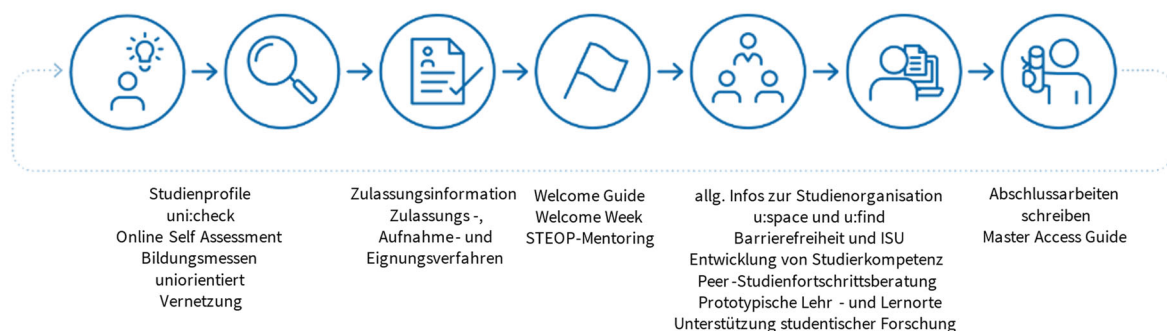 Studienprofile
uni:check
Online Self Assessment
Bildungsmessen
uniorientiert
Vernetzung
Zulassungsinformation
Zulassungs -,
Aufnahme - und
Eignungsverfahren
Welcome Guide
Welcome Week
STEOP-Mentoring
allg. Infos zur Studienorganisation
u:space und u:find
Barrierefreiheit und ISU
Entwicklung von Studierkompetenz
Peer -Studienfortschrittsberatung
Prototypische Lehr - und Lernorte
Unterstützung studentischer Forschung
Abschlussarbeiten
schreiben
Master Access Guide